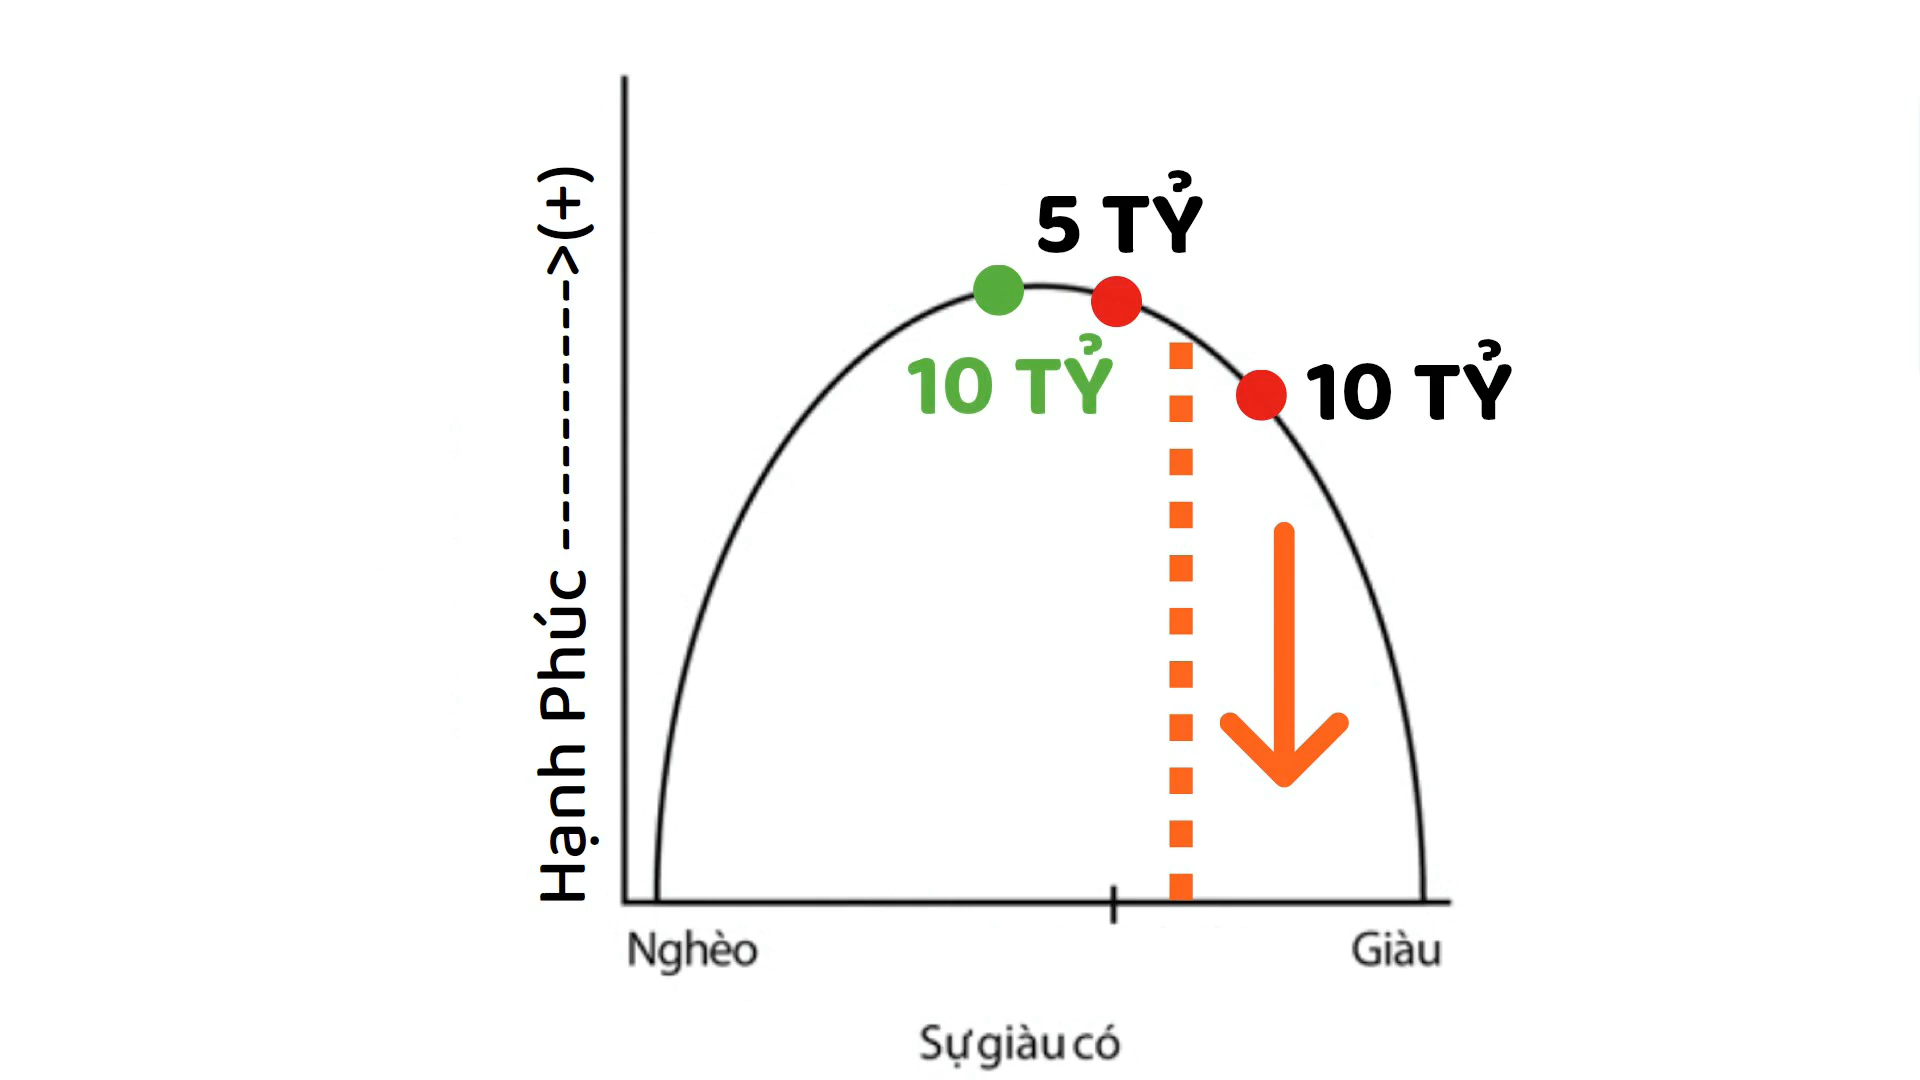 Hạnh Phúc ----------->(+)
5 TỶ
10 TỶ
10 TỶ
Nghèo
Giàu
Sự giàu có